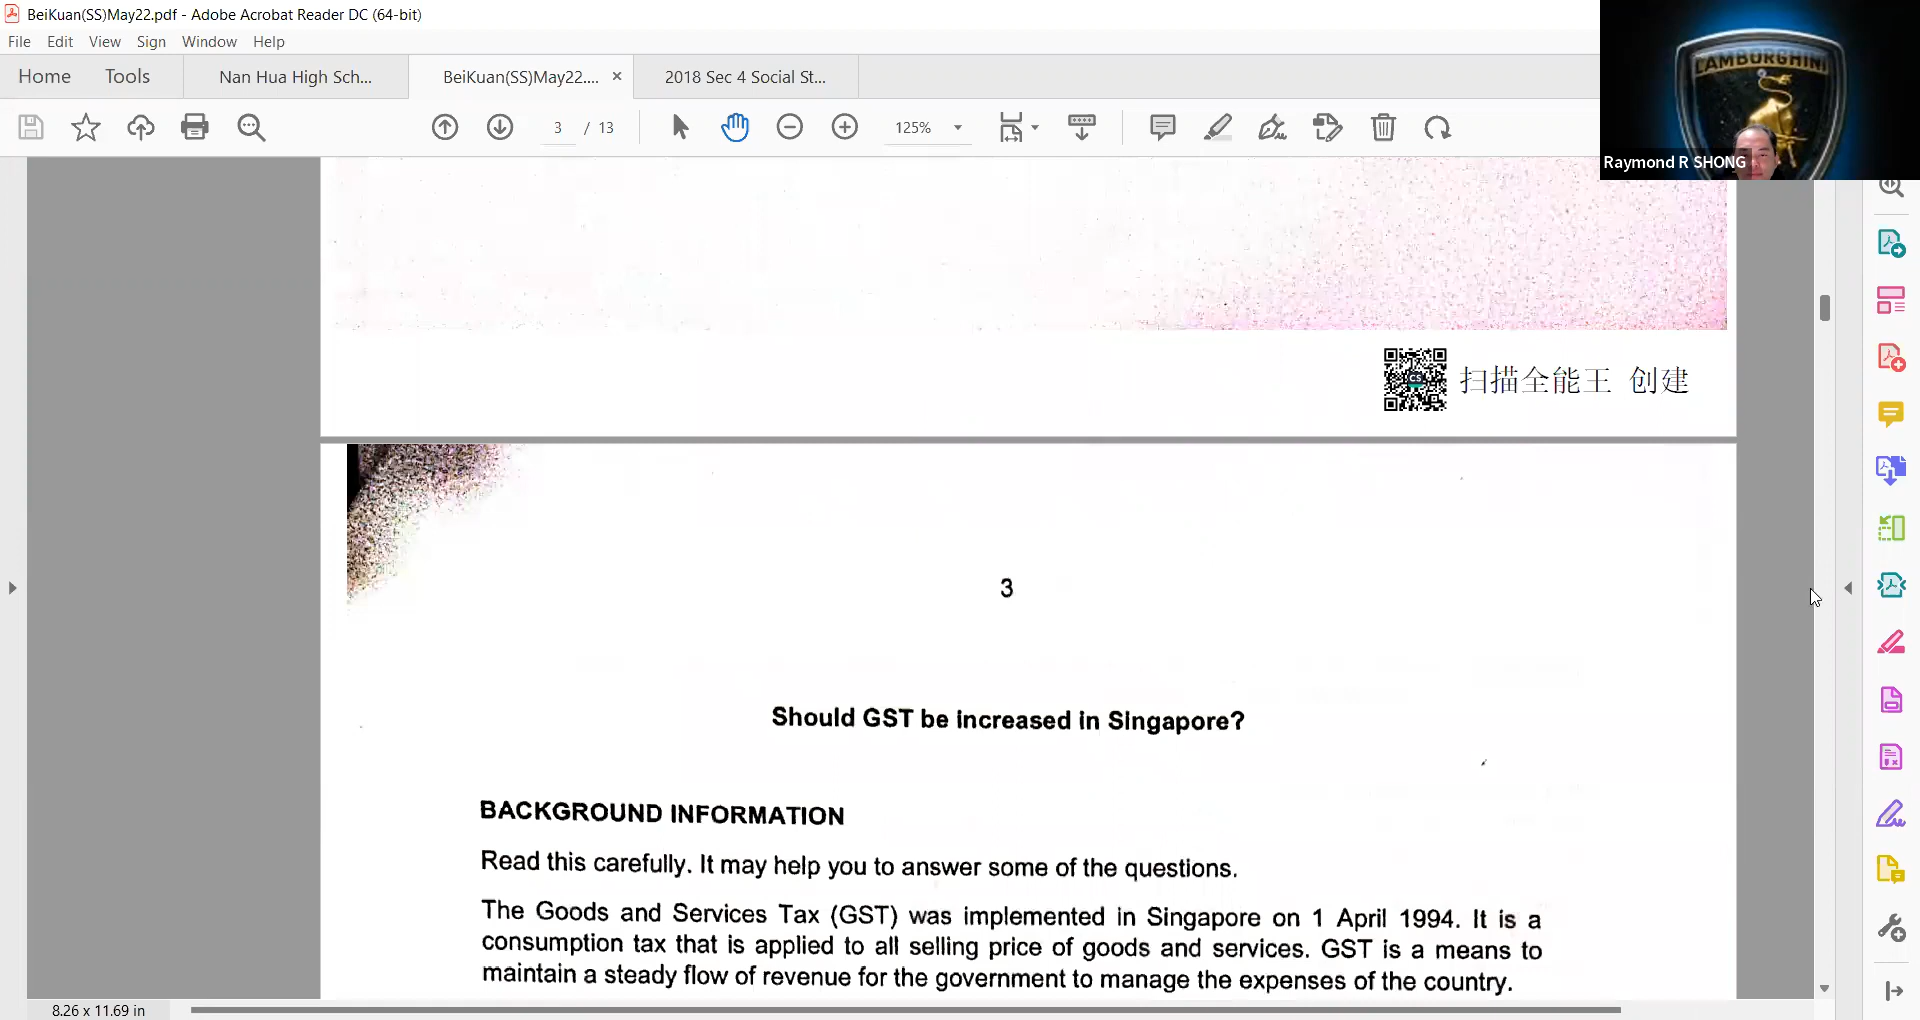 BeiKuan(SS)May22.pdf - Adobe Acrobat Reader DC (64-bit)
File Edit View Sign Window Help
Home Tools Nan Hua High Sch... BeiKuan(SS)May22.... × 2018 Sec 4 Social St...
3 / 13 125%
LAMBORGHINI
Raymond R SHONG
CS
扫描全能王 创建
3
Should GST be increased in Singapore?
BACKGROUND INFORMATION
Read this carefully. It may help you to answer some of the questions.
The Goods and Services Tax (GST) was implemented in Singapore on 1 April 1994. It is a
consumption tax that is applied to all selling price of goods and services. GST is a means to
maintain a steady flow of revenue for the government to manage the expenses of the country.
8.26 x 11.69 in